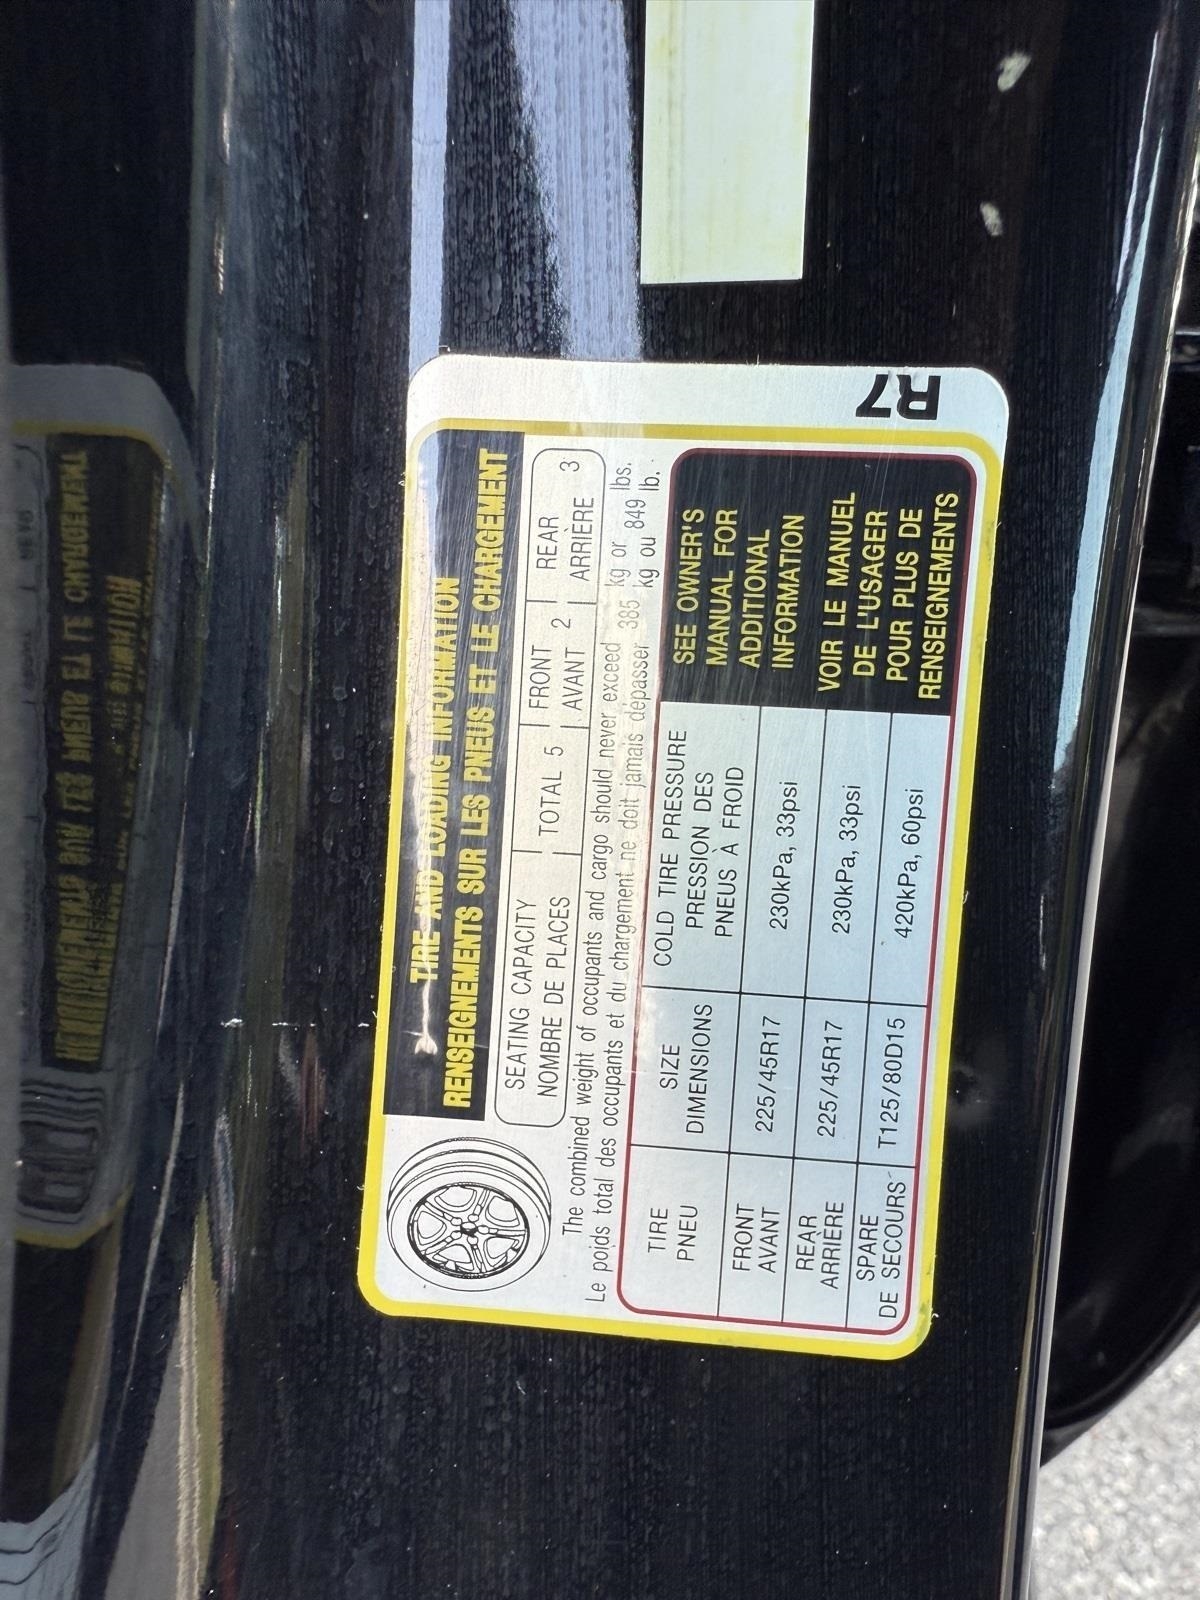 TIRE AND LOADING INFORMATION
RENSEIGNEMENTS SUR LES PNEUS ET LE CHARGEMENT
SEATING CAPACITY
NOMBRE DE PLACES
TOTAL 5
FRONT
AVANT 2
REAR
ARRIÈRE 3
The combined weight of occupants and cargo should never exceed 385 kg or 849 lbs.
Le poids total des occupants et du chargement ne doit jamais dépasser kg ou 849 lb.
TIRE
PNEU
SIZE
DIMENSIONS
COLD TIRE PRESSURE
PRESSION DES
PNEUS À FROID
FRONT
AVANT
225/45R17
230kPa, 33psi
REAR
ARRIÈRE
225/45R17
230kPa, 33psi
SPARE
DE SECOURS
T125/80D15
420kPa, 60psi
SEE OWNER'S
MANUAL FOR
ADDITIONAL
INFORMATION
VOIR LE MANUEL
DE L'USAGER
POUR PLUS DE
RENSEIGNEMENTS
R7